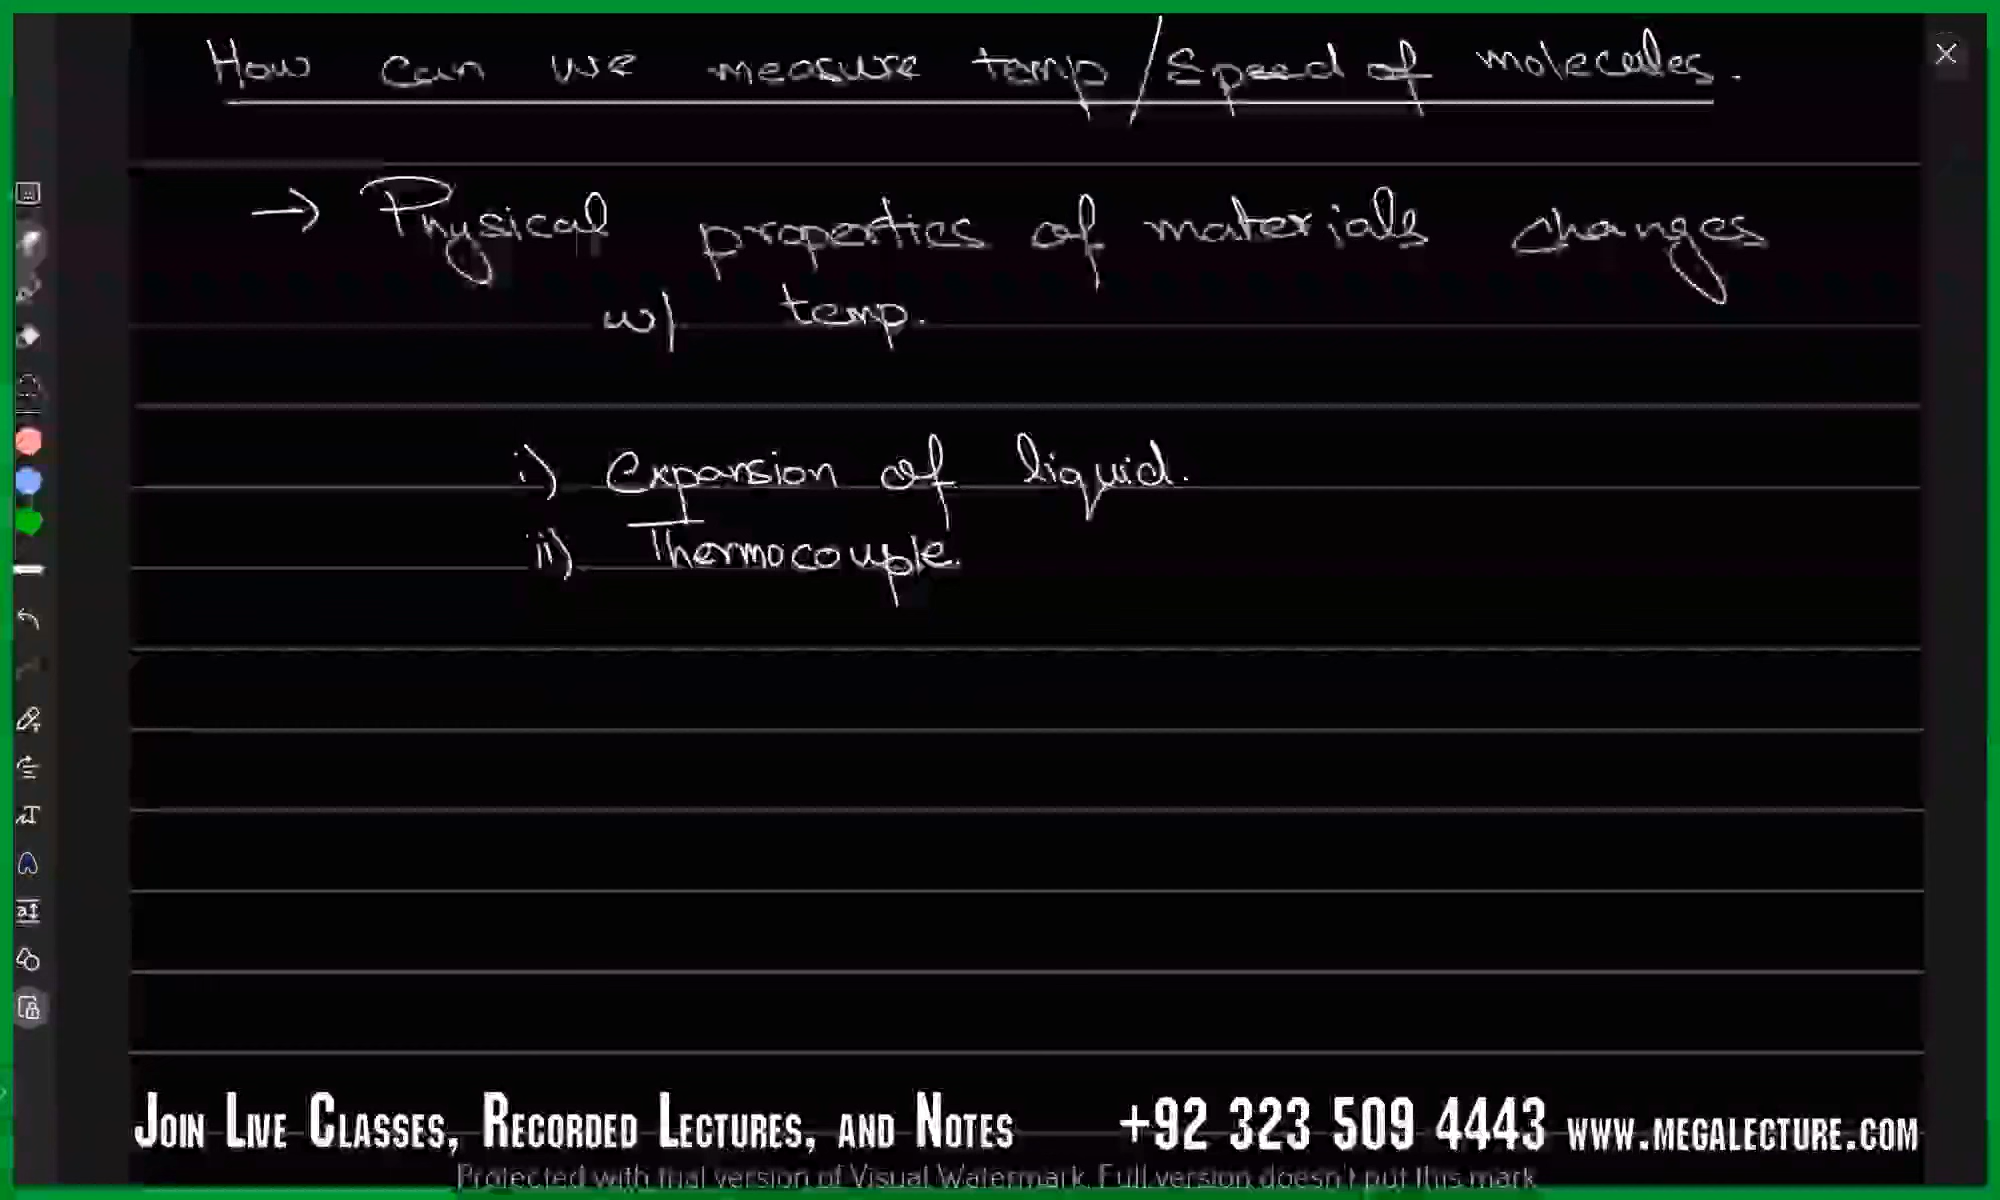 How can we measure temp/Speed of molecules.
→ Physical properties of materials changes
w/ temp.
i) Expansion of liquid.
ii) Thermocouple.
JOIN LIVE CLASSES, RECORDED LECTURES, AND NOTES +92 323 509 4443 WWW.MEGALECTURE.COM
Protected with trial version of Visual Watermark. Full version doesn't put this mark.